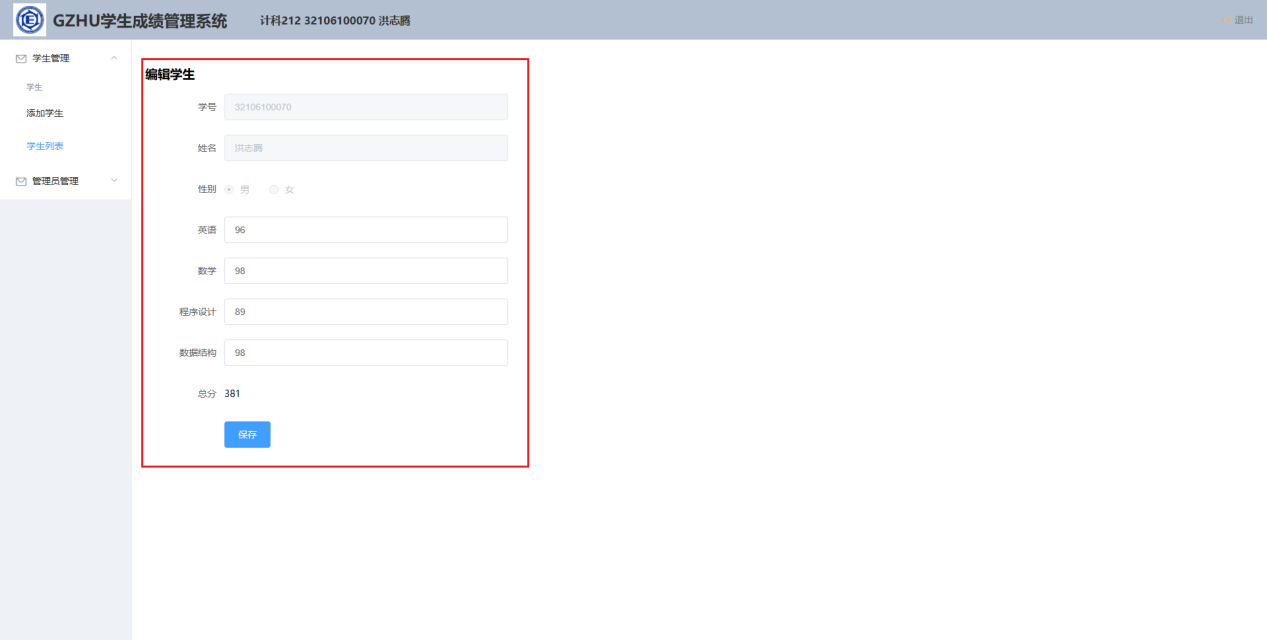 GZHU学生成绩管理系统 计科212 32106100070 洪志腾 退出
学生管理
学生
添加学生
学生列表
管理员管理
编辑学生
学号 32106100070
姓名 洪志腾
性别 男 女
英语 96
数学 98
程序设计 89
数据结构 98
总分 381
保存